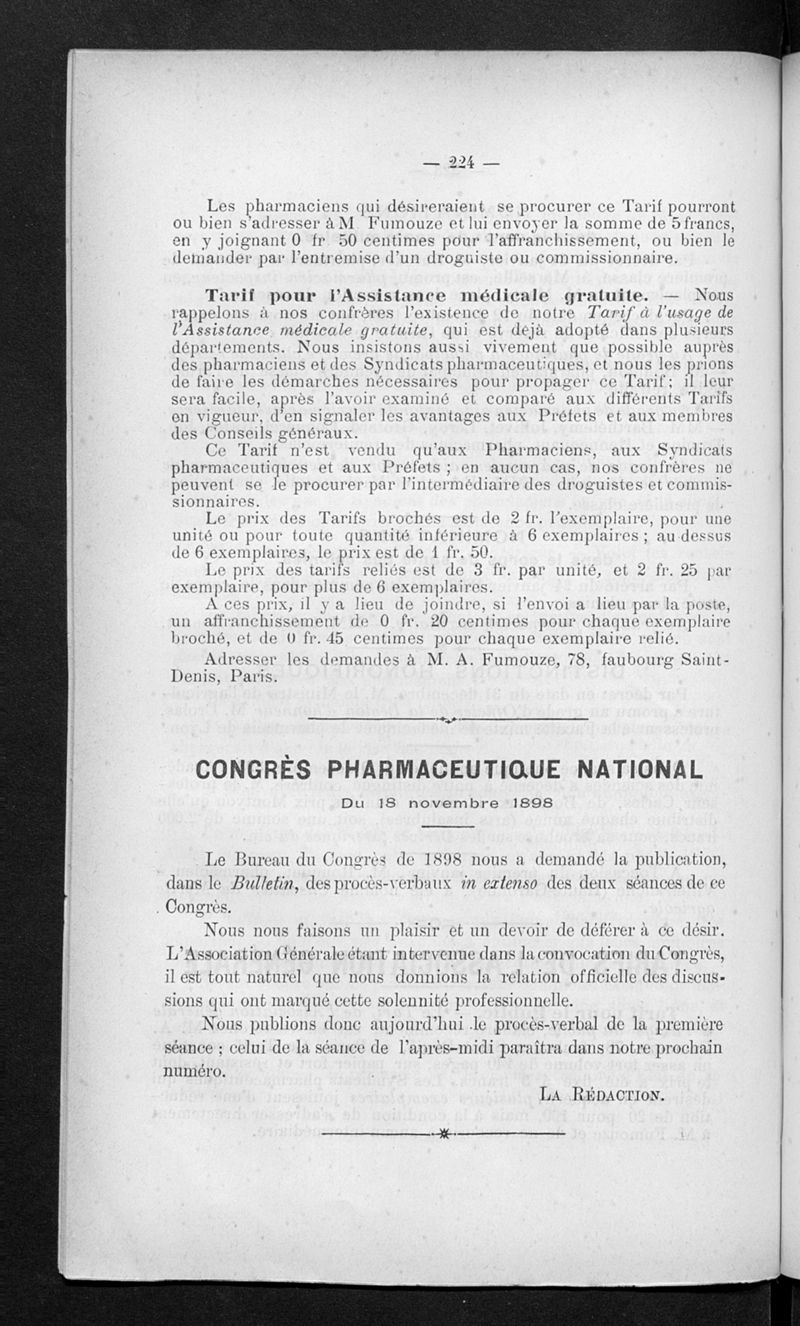 — 224 —
Les pharmaciens qui désireraient se procurer ce Tarif pourront
ou bien s'adresser à M Fumouze et lui envoyer la somme de 5 francs,
en y joignant 0 fr 50 centimes pour l'affranchissement, ou bien le
demander par l'entremise d'un droguiste ou commissionnaire.
Tarif pour l'Assistance médicale gratuite. — Nous
rappelons à nos confrères l'existence de notre Tarif à l'usage de
l'Assistance médicale gratuite, qui est déjà adopté dans plusieurs
départements. Nous insistons aussi vivement que possible auprès
des pharmaciens et des Syndicats pharmaceutiques, et nous les prions
de faire les démarches nécessaires pour propager ce Tarif; il leur
sera facile, après l'avoir examiné et comparé aux différents Tarifs
en vigueur, d'en signaler les avantages aux Préfets et aux membres
des Conseils généraux.
Ce Tarif n'est vendu qu'aux Pharmaciens, aux Syndicats
pharmaceutiques et aux Préfets ; en aucun cas, nos confrères ne
peuvent se le procurer par l'intermédiaire des droguistes et commis-
sionnaires.
Le prix des Tarifs brochés est de 2 fr. l'exemplaire, pour une
unité ou pour toute quantité inférieure à 6 exemplaires ; au dessus
de 6 exemplaires, le prix est de 1 fr. 50.
Le prix des tarifs reliés est de 3 fr. par unité, et 2 fr. 25 par
exemplaire, pour plus de 6 exemplaires.
A ces prix, il y a lieu de joindre, si l'envoi a lieu par la poste,
un affranchissement de 0 fr. 20 centimes pour chaque exemplaire
broché, et de 0 fr. 45 centimes pour chaque exemplaire relié.
Adresser les demandes à M. A. Fumouze, 78, faubourg Saint-
Denis, Paris.
CONGRÈS PHARMACEUTIQUE NATIONAL
Du 18 novembre 1898
Le Bureau du Congrès de 1898 nous a demandé la publication,
dans le Bulletin, des procès-verbaux in extenso des deux séances de ce
Congrès.
Nous nous faisons un plaisir et un devoir de déférer à ce désir.
L'Association Générale étant intervenue dans la convocation du Congrès,
il est tout naturel que nous donnions la relation officielle des discus-
sions qui ont marqué cette solennité professionnelle.
Nous publions donc aujourd'hui le procès-verbal de la première
séance ; celui de la séance de l'après-midi paraîtra dans notre prochain
numéro.
LA RÉDACTION.